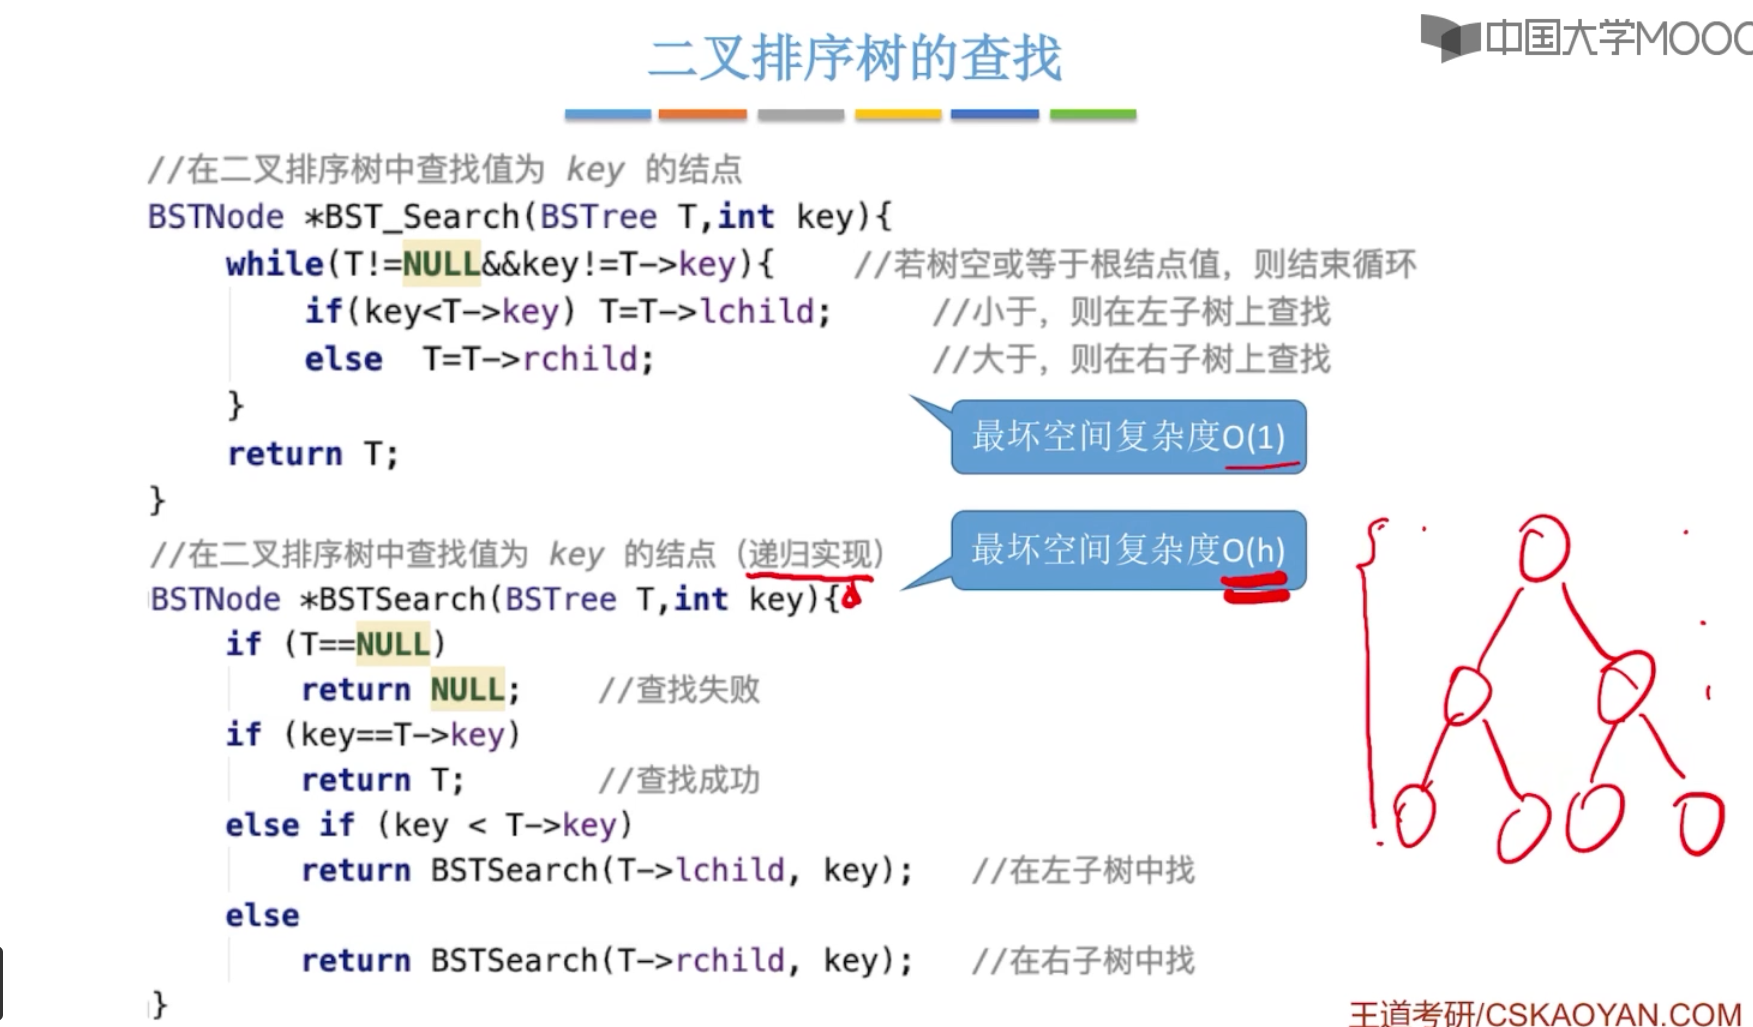 中国大学MOOC
二叉排序树的查找
//在二叉排序树中查找值为 key 的结点
BSTNode *BST_Search(BSTree T,int key){
while(T!=NULL&&key!=T->key){ //若树空或等于根结点值，则结束循环
if(key<T->key) T=T->lchild; //小于，则在左子树上查找
else T=T->rchild; //大于，则在右子树上查找
}
最坏空间复杂度O(1)
return T;
}
//在二叉排序树中查找值为 key 的结点（递归实现）
最坏空间复杂度O(h)
BSTNode *BSTSearch(BSTree T,int key){
if (T==NULL)
return NULL; //查找失败
if (key==T->key)
return T; //查找成功
else if (key < T->key)
return BSTSearch(T->lchild, key); //在左子树中找
else
return BSTSearch(T->rchild, key); //在右子树中找
}
王道考研/CSKAOYAN.COM